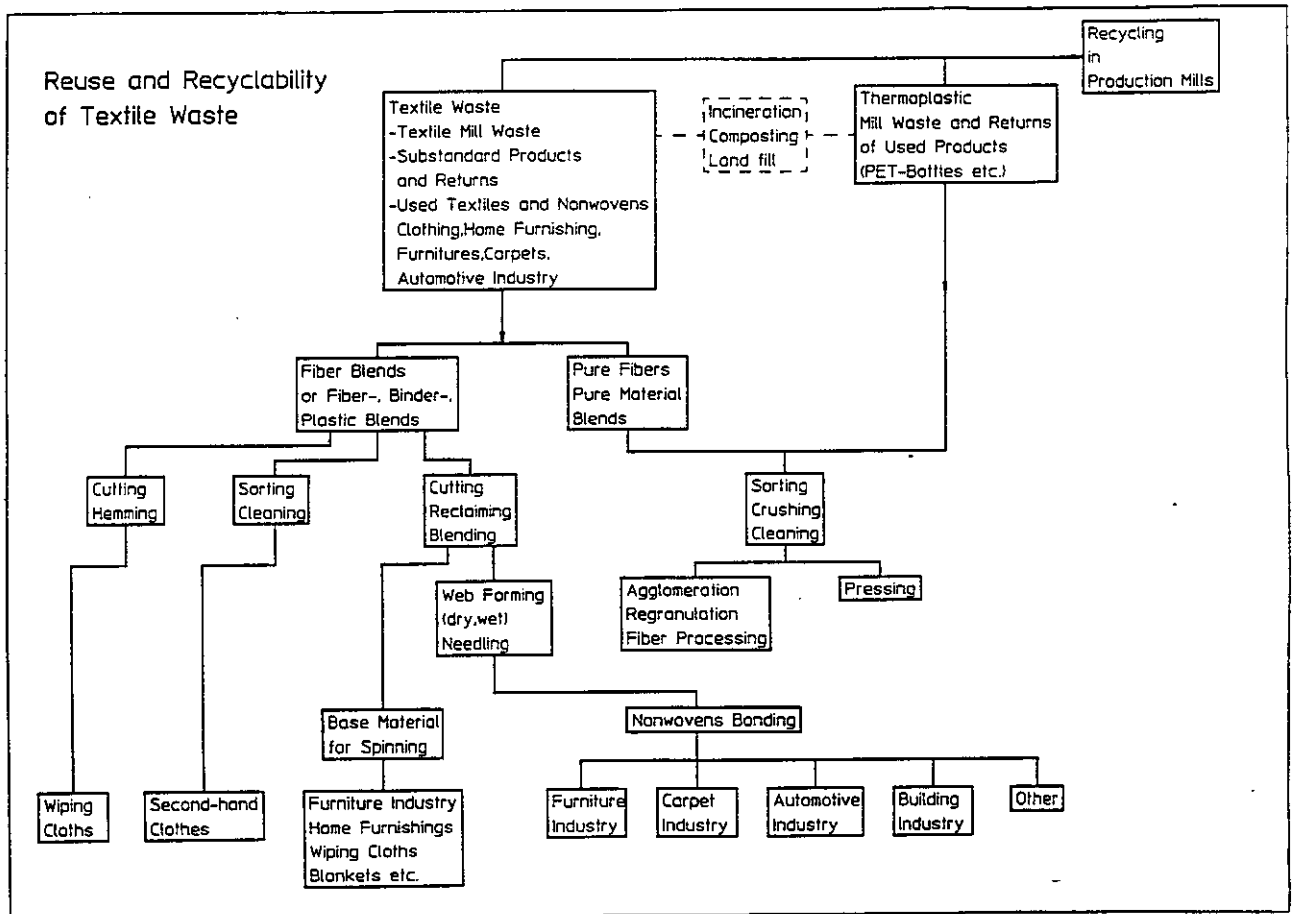 Reuse and Recyclability
of Textile Waste
Recycling
in
Production Mills
Textile Waste
-Textile Mill Waste
-Substandard Products
and Returns
-Used Textiles and Nonwovens
Clothing,Home Furnishing,
Furnitures,Carpets,
Automotive Industry
Incineration
Composting
Land fill
Thermoplastic
Mill Waste and Returns
of Used Products
(PET-Bottles etc.)
Fiber Blends
or Fiber-, Binder-,
Plastic Blends
Pure Fibers
Pure Material
Blends
Cutting
Hemming
Sorting
Cleaning
Cutting
Reclaiming
Blending
Sorting
Crushing
Cleaning
Web Forming
(dry,wet)
Needling
Agglomeration
Regranulation
Fiber Processing
Pressing
Base Material
for Spinning
Nonwovens Bonding
Wiping
Cloths
Second-hand
Clothes
Furniture Industry
Home Furnishings
Wiping Cloths
Blankets etc.
Furniture
Industry
Carpet
Industry
Automotive
Industry
Building
Industry
Other